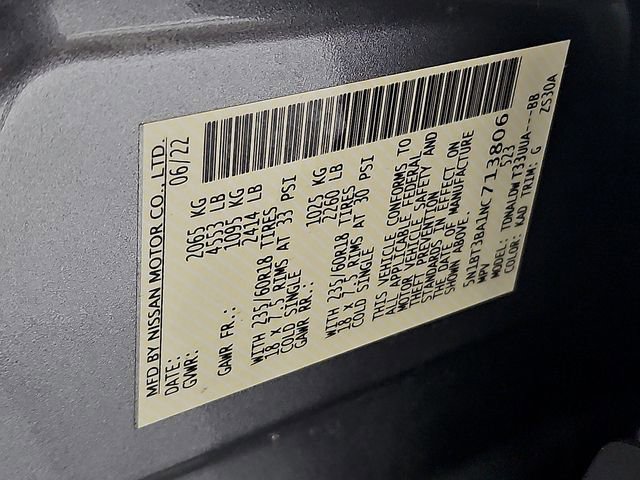 MFD BY NISSAN MOTOR CO., LTD.
DATE: 06/22
GVWR: 2065 KG
4553 LB
GAWR FR.: 1095 KG
2414 LB
WITH 235/60R18 TIRES
18 x 7.5 RIMS AT 33 PSI
COLD SINGLE
GAWR RR.: 1025 KG
2260 LB
WITH 235/60R18 TIRES
18 x 7.5 RIMS AT 30 PSI
COLD SINGLE
THIS VEHICLE CONFORMS TO
ALL APPLICABLE FEDERAL
MOTOR VEHICLE SAFETY AND
THEFT PREVENTION
STANDARDS IN EFFECT ON
THE DATE OF MANUFACTURE
SHOWN ABOVE.
5N1BT3BA1NC713806
MPV 523
MODEL: TDNALDWT33UUA---BB
COLOR: KAD TRIM: G ZS30A